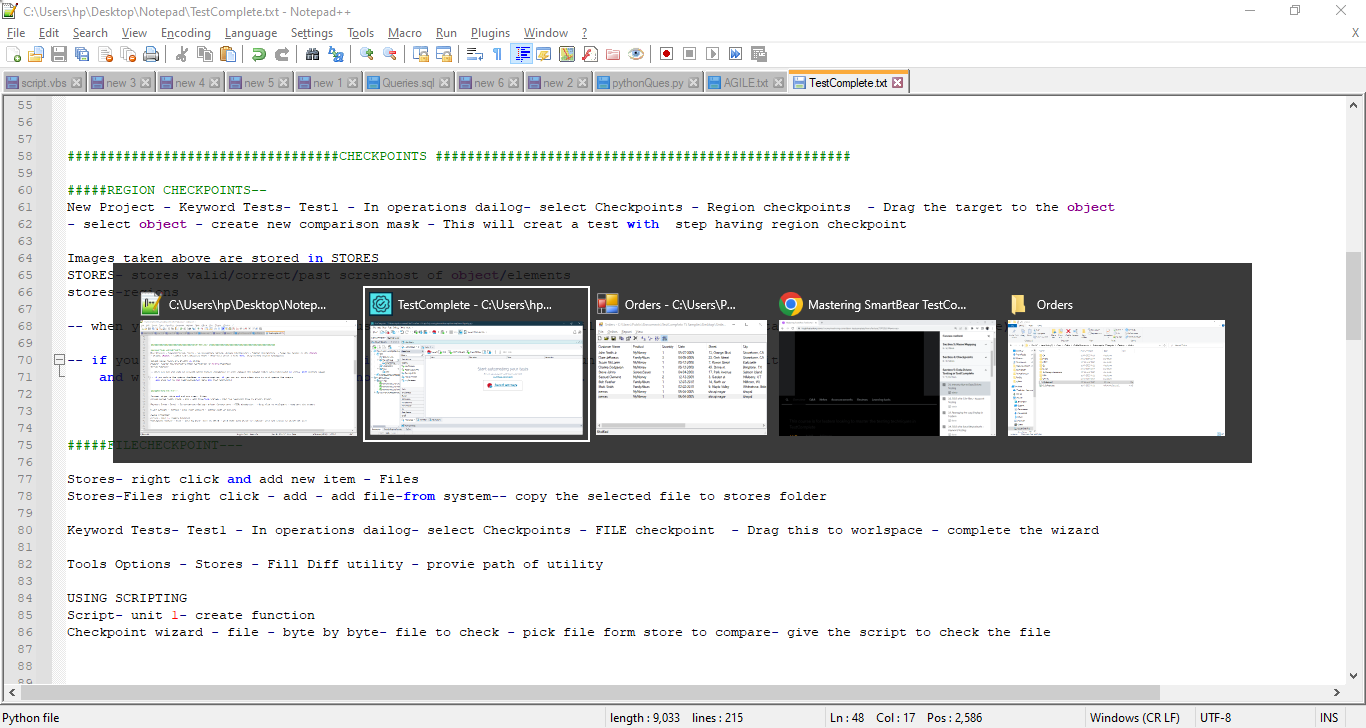 C:\Users\hp\Desktop\Notepad\TestComplete.txt - Notepad++
File Edit Search View Encoding Language Settings Tools Macro Run Plugins Window ? X
script.vbs new 3 new 4 new 5 new 1 Queries.sql new 6 new 2 pythonQues.py AGILE.txt TestComplete.txt
55
56
57
58 ##################################CHECKPOINTS ####################################################
59
60 #####REGION CHECKPOINTS--
61 New Project - Keyword Tests- Test1 - In operations dailog- select Checkpoints - Region checkpoints  - Drag the target to the object
62 - select object - create new comparison mask - This will creat a test with  step having region checkpoint
63
64 Images taken above are stored in STORES
65 STORES- stores valid/correct/past scresnhost of object/elements
66 stores-regions
67
68 -- when
69
70 -- if you
71 and
72
73
74
75 #####FILECHECKPOINT---
76
77 Stores- right click and add new item - Files
78 Stores-Files right click - add - add file-from system-- copy the selected file to stores folder
79
80 Keyword Tests- Test1 - In operations dailog- select Checkpoints - FILE checkpoint  - Drag this to worlspace - complete the wizard
81
82 Tools Options - Stores - Fill Diff utility - provie path of utility
83
84 USING SCRIPTING
85 Script- unit 1- create function
86 Checkpoint wizard - file - byte by byte- file to check - pick file form store to compare- give the script to check the file
87
88
89
C:\Users\hp\Desktop\Notep... TestComplete - C:\Users\hp... Orders - C:\Users\P... Mastering SmartBear TestCo... Orders
Python file length : 9,033 lines : 215 Ln : 48 Col : 17 Pos : 2,586 Windows (CR LF) UTF-8 INS